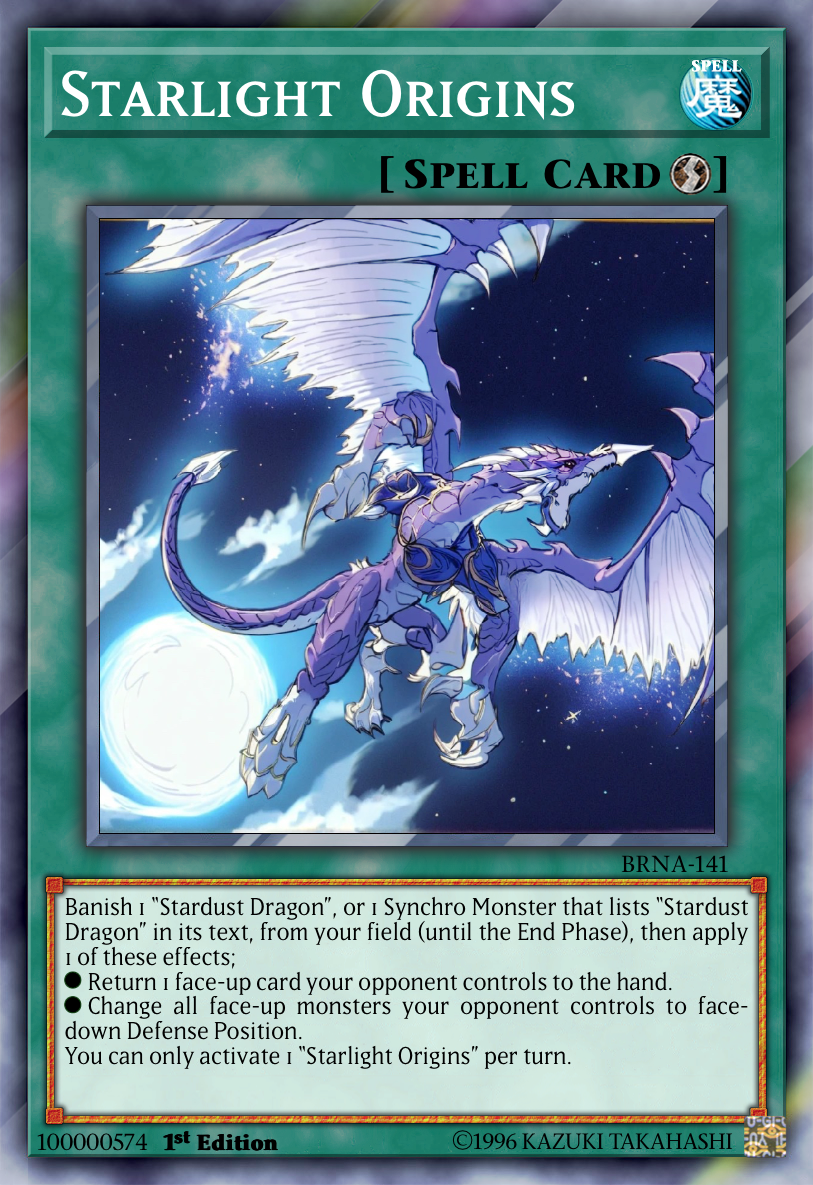 STARLIGHT ORIGINS
SPELL
魔
[ SPELL CARD ]
BRNA-141
Banish 1 "Stardust Dragon", or 1 Synchro Monster that lists "Stardust
Dragon" in its text, from your field (until the End Phase), then apply
1 of these effects;
● Return 1 face-up card your opponent controls to the hand.
● Change all face-up monsters your opponent controls to face-
down Defense Position.
You can only activate 1 "Starlight Origins" per turn.
100000574 1st Edition
©1996 KAZUKI TAKAHASHI